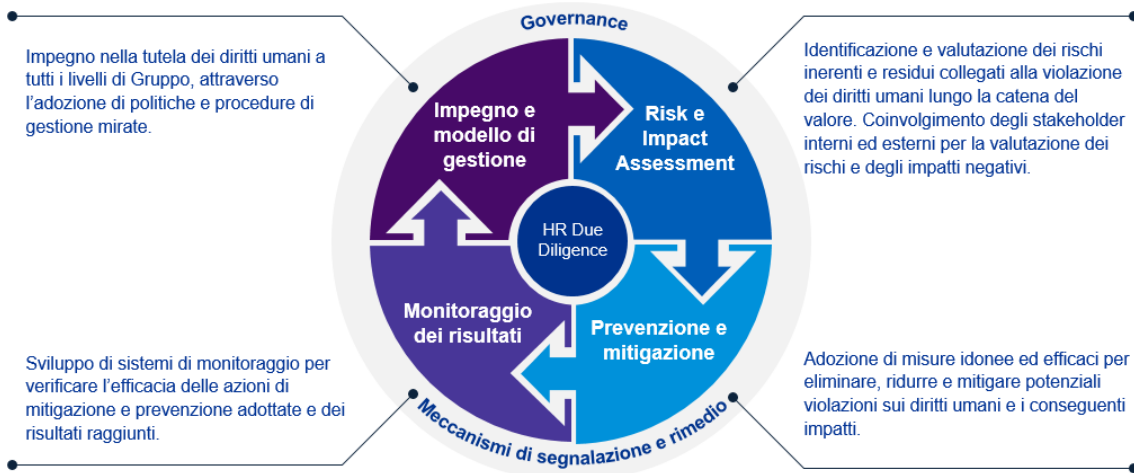 Governance
Impegno nella tutela dei diritti umani a
tutti i livelli di Gruppo, attraverso
l'adozione di politiche e procedure di
gestione mirate.
Impegno e
modello di
gestione
Risk e
Impact
Assessment
Identificazione e valutazione dei rischi
inerenti e residui collegati alla violazione
dei diritti umani lungo la catena del
valore. Coinvolgimento degli stakeholder
interni ed esterni per la valutazione dei
rischi e degli impatti negativi.
HR Due
Diligence
Monitoraggio
dei risultati
Prevenzione e
mitigazione
Sviluppo di sistemi di monitoraggio per
verificare l'efficacia delle azioni di
mitigazione e prevenzione adottate e dei
risultati raggiunti.
Adozione di misure idonee ed efficaci per
eliminare, ridurre e mitigare potenziali
violazioni sui diritti umani e i conseguenti
impatti.
Meccanismi di segnalazione e rimedio